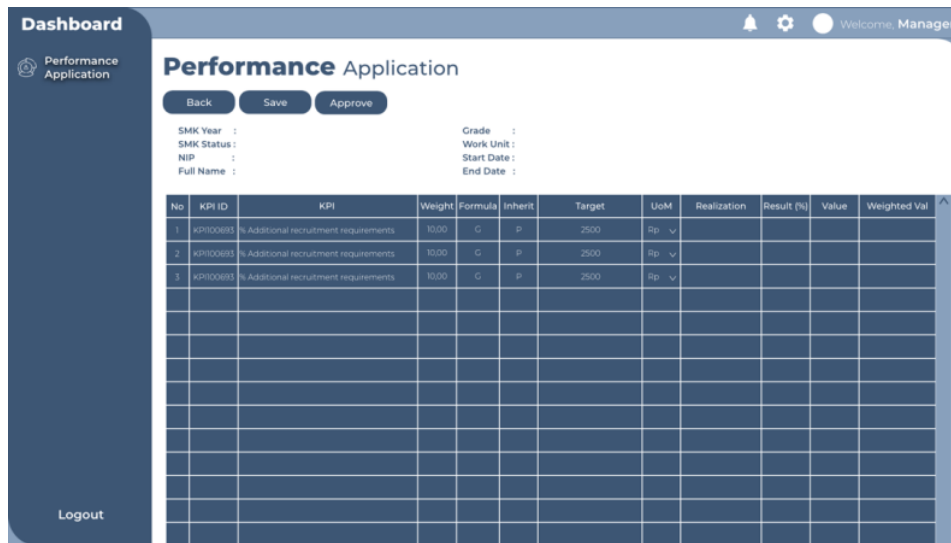 Dashboard
Welcome, Manage
Performance
Application
Performance Application
Back Save Approve
SMK Year : Grade :
SMK Status : Work Unit :
NIP : Start Date :
Full Name : End Date :
No KPI ID KPI Weight Formula Inherit Target UoM Realization Result (%) Value Weighted Val
1 KPI100693 % Additional recruitment requirements 10,00 G P 2500 Rp
2 KPI100693 % Additional recruitment requirements 10,00 G P 2500 Rp
3 KPI100693 % Additional recruitment requirements 10,00 G P 2500 Rp
Logout